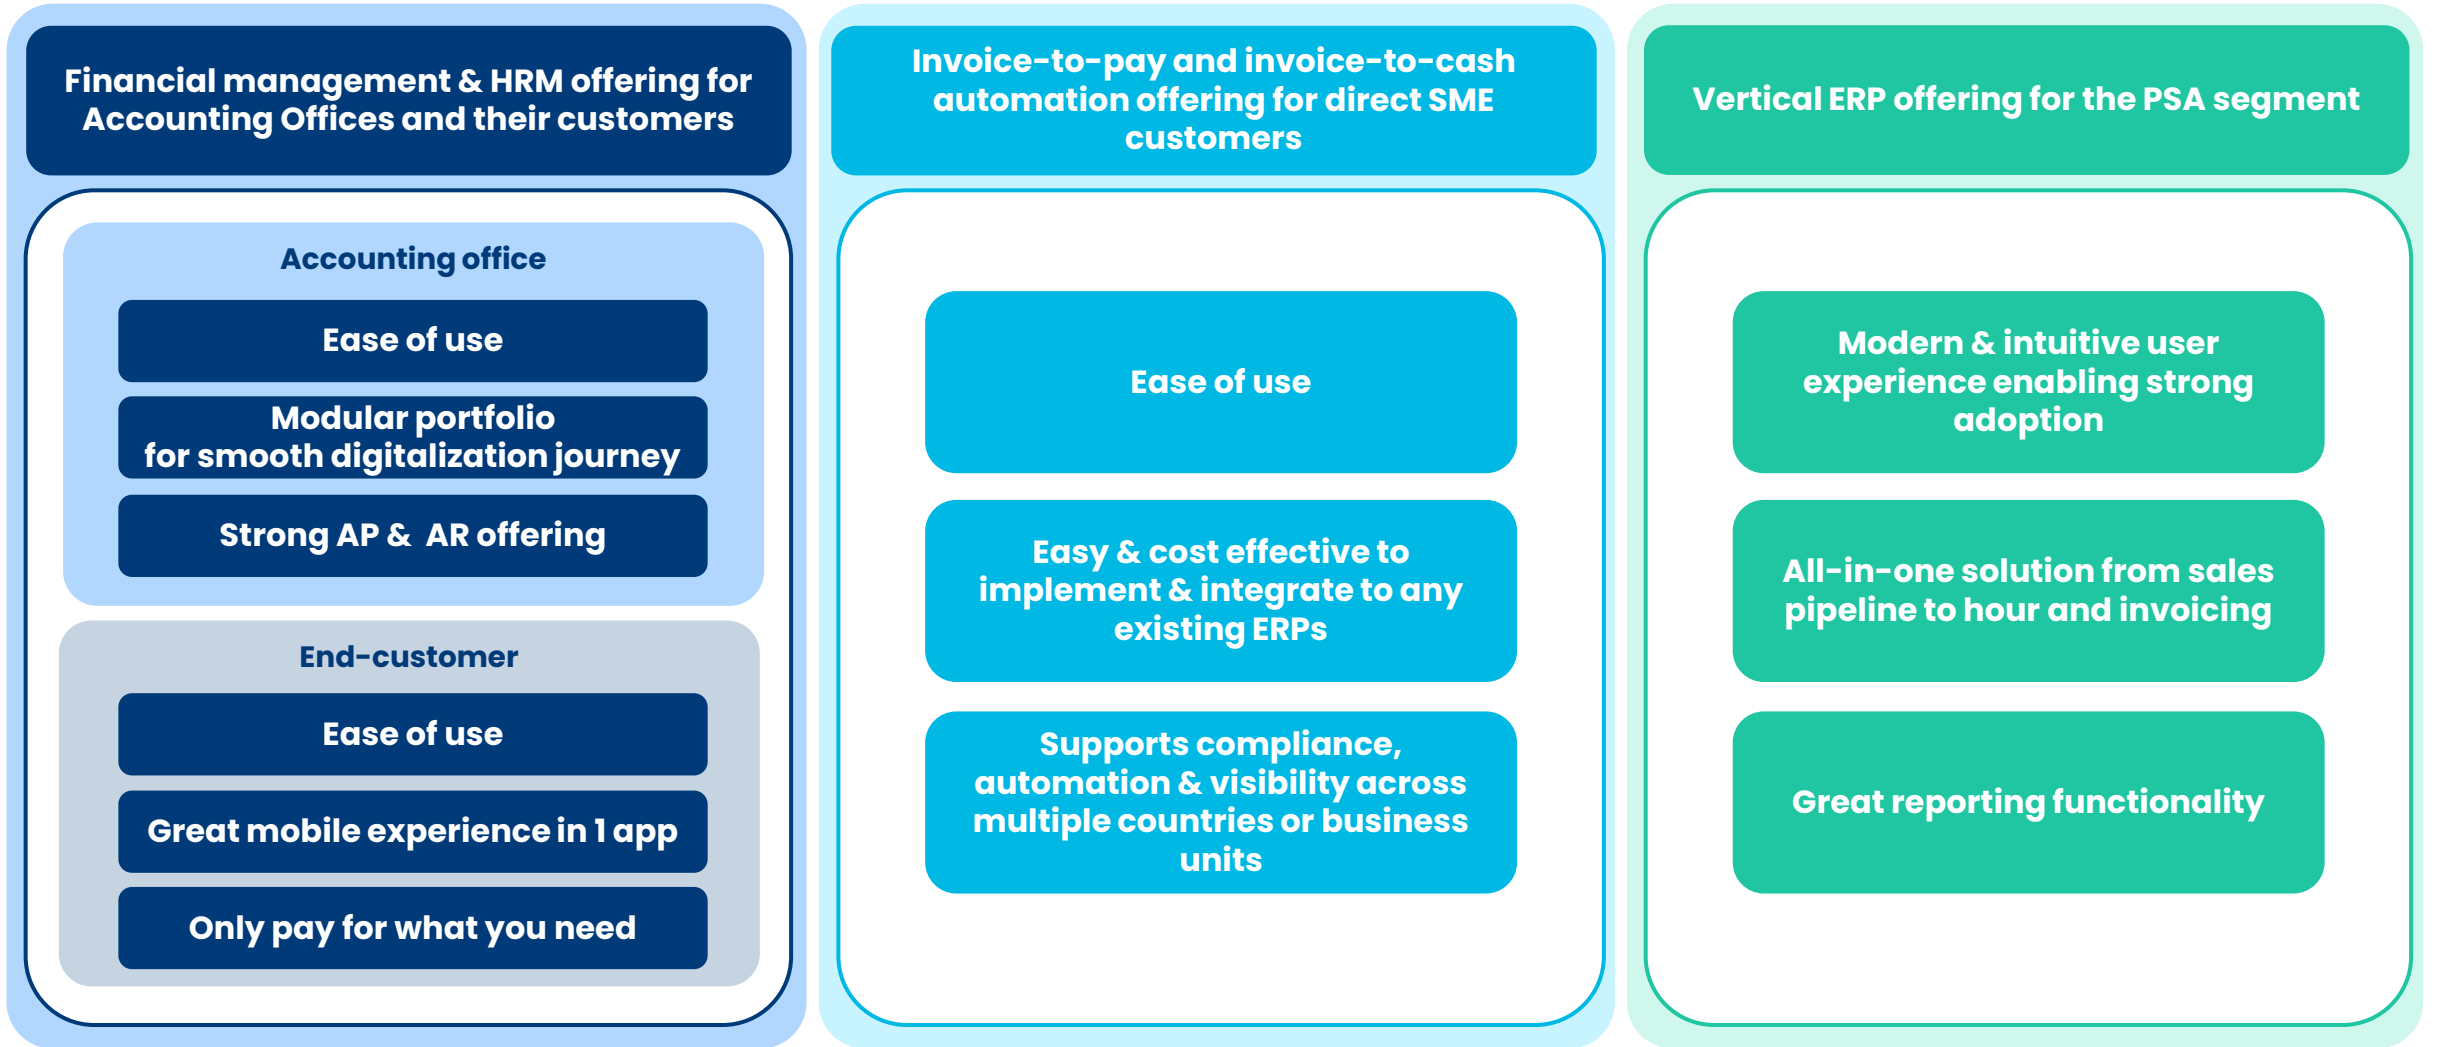 Financial management & HRM offering for
Accounting Offices and their customers
Accounting office
Ease of use
Modular portfolio
for smooth digitalization journey
Strong AP & AR offering
End-customer
Ease of use
Great mobile experience in 1 app
Only pay for what you need
Invoice-to-pay and invoice-to-cash
automation offering for direct SME
customers
Ease of use
Easy & cost effective to
implement & integrate to any
existing ERPs
Supports compliance,
automation & visibility across
multiple countries or business
units
Vertical ERP offering for the PSA segment
Modern & intuitive user
experience enabling strong
adoption
All-in-one solution from sales
pipeline to hour and invoicing
Great reporting functionality